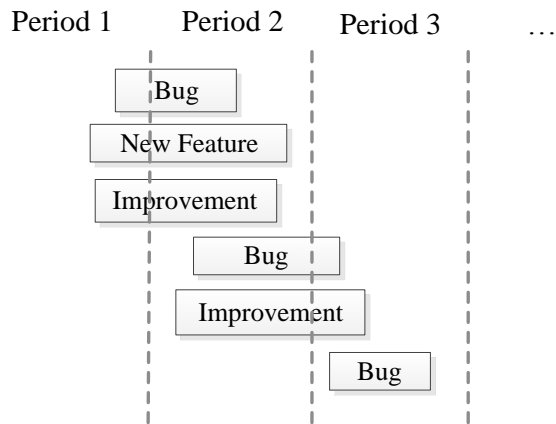 Period 1 Period 2 Period 3 …
Bug
New Feature
Improvement
Bug
Improvement
Bug